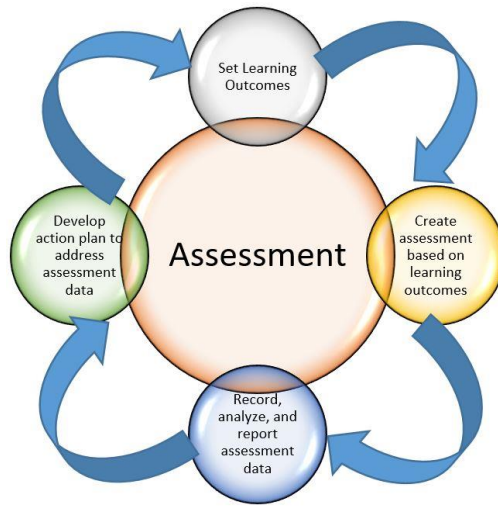 Set Learning
Outcomes
Develop
action plan to
address
assessment
data
Assessment
Create
assessment
based on
learning
outcomes
Record,
analyze, and
report
assessment
data